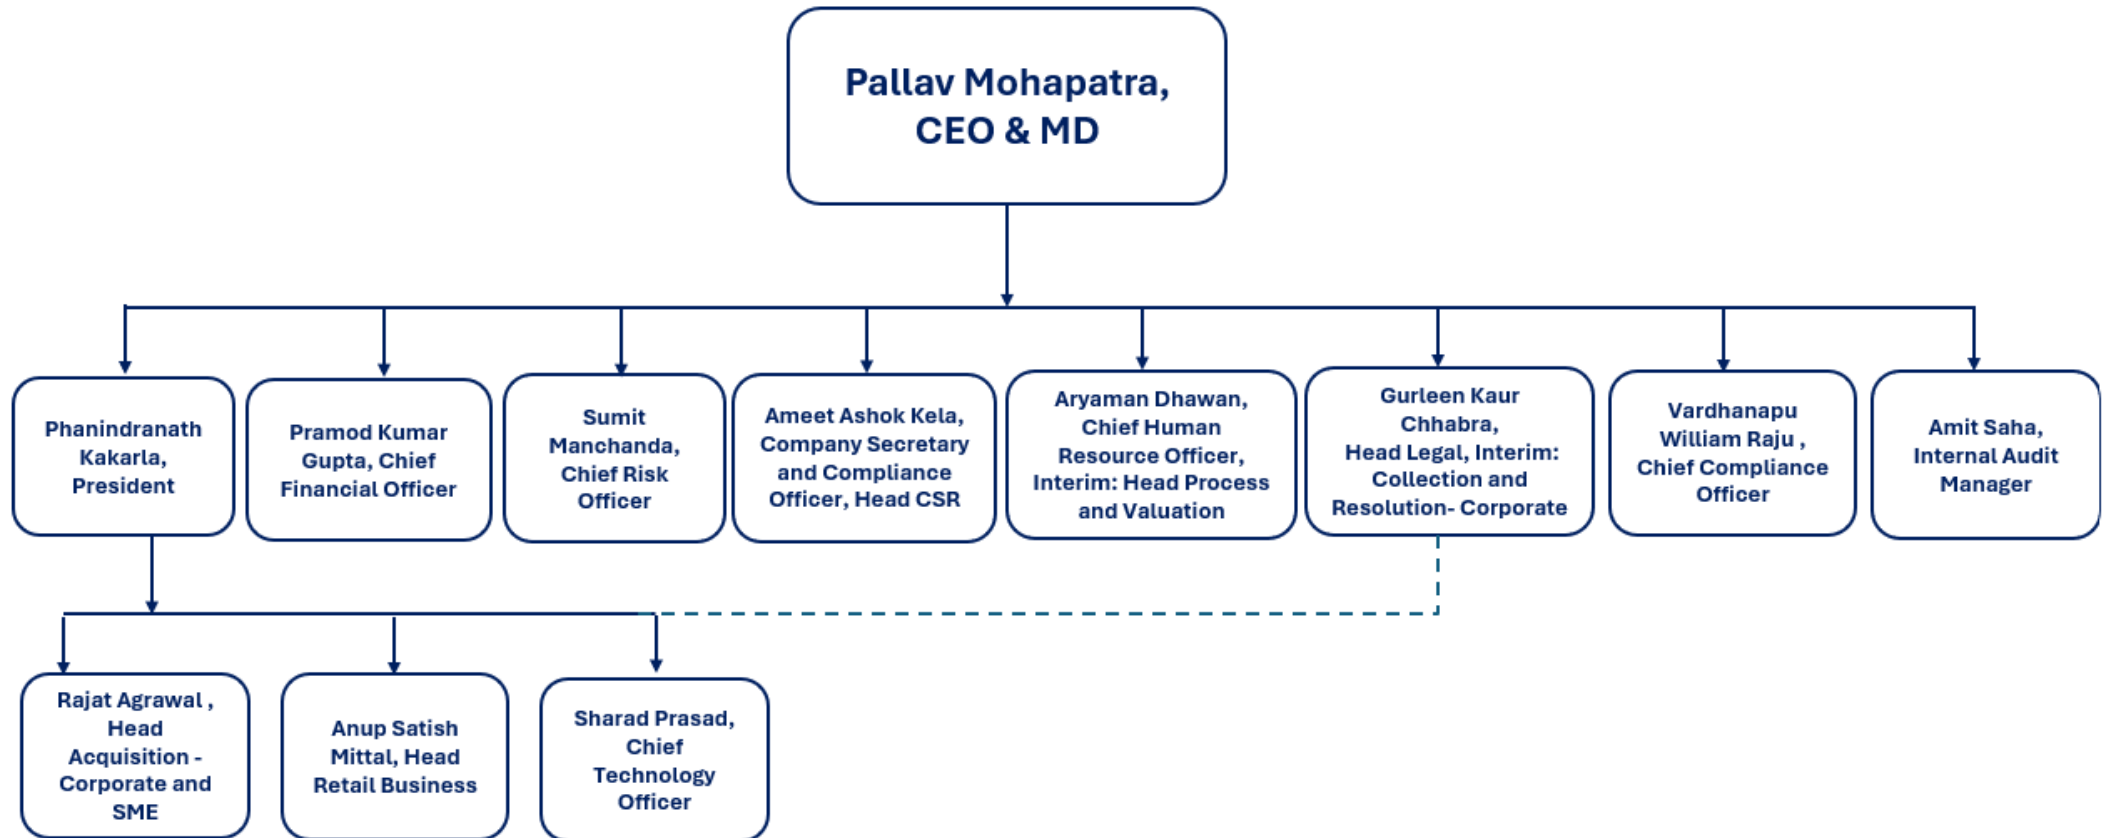 Pallav Mohapatra,
CEO & MD
Phanindranath
Kakarla,
President
Pramod Kumar
Gupta, Chief
Financial Officer
Sumit
Manchanda,
Chief Risk
Officer
Ameet Ashok Kela,
Company Secretary
and Compliance
Officer, Head CSR
Aryaman Dhawan,
Chief Human
Resource Officer,
Interim: Head Process
and Valuation
Gurleen Kaur
Chhabra,
Head Legal, Interim:
Collection and
Resolution- Corporate
Vardhanapu
William Raju ,
Chief Compliance
Officer
Amit Saha,
Internal Audit
Manager
Rajat Agrawal ,
Head
Acquisition -
Corporate and
SME
Anup Satish
Mittal, Head
Retail Business
Sharad Prasad,
Chief
Technology
Officer